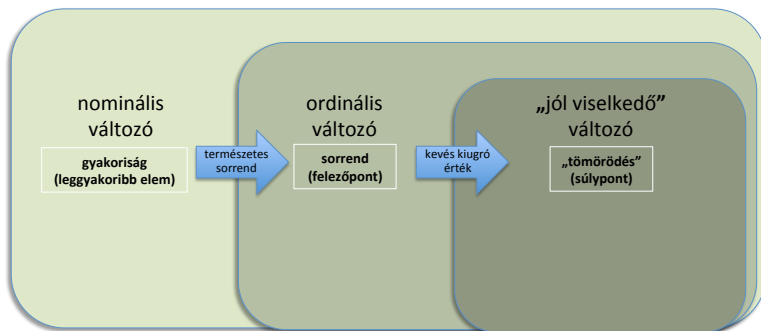 nominális
változó
gyakoriság
(leggyakoribb elem)
természetes
sorrend
ordinális
változó
sorrend
(felezőpont)
kevés kiugró
érték
„jól viselkedő”
változó
„tömörödés”
(súlypont)